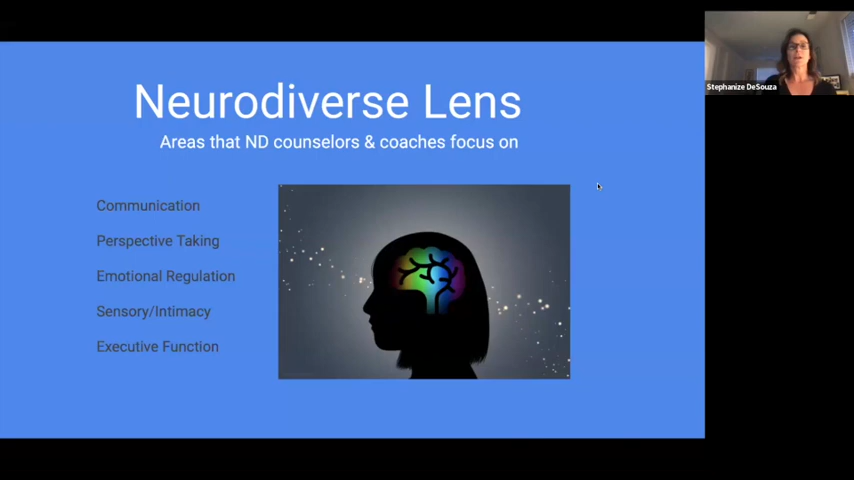 Neurodiverse Lens
Areas that ND counselors & coaches focus on
Communication
Perspective Taking
Emotional Regulation
Sensory/Intimacy
Executive Function
Stephanize DeSouza